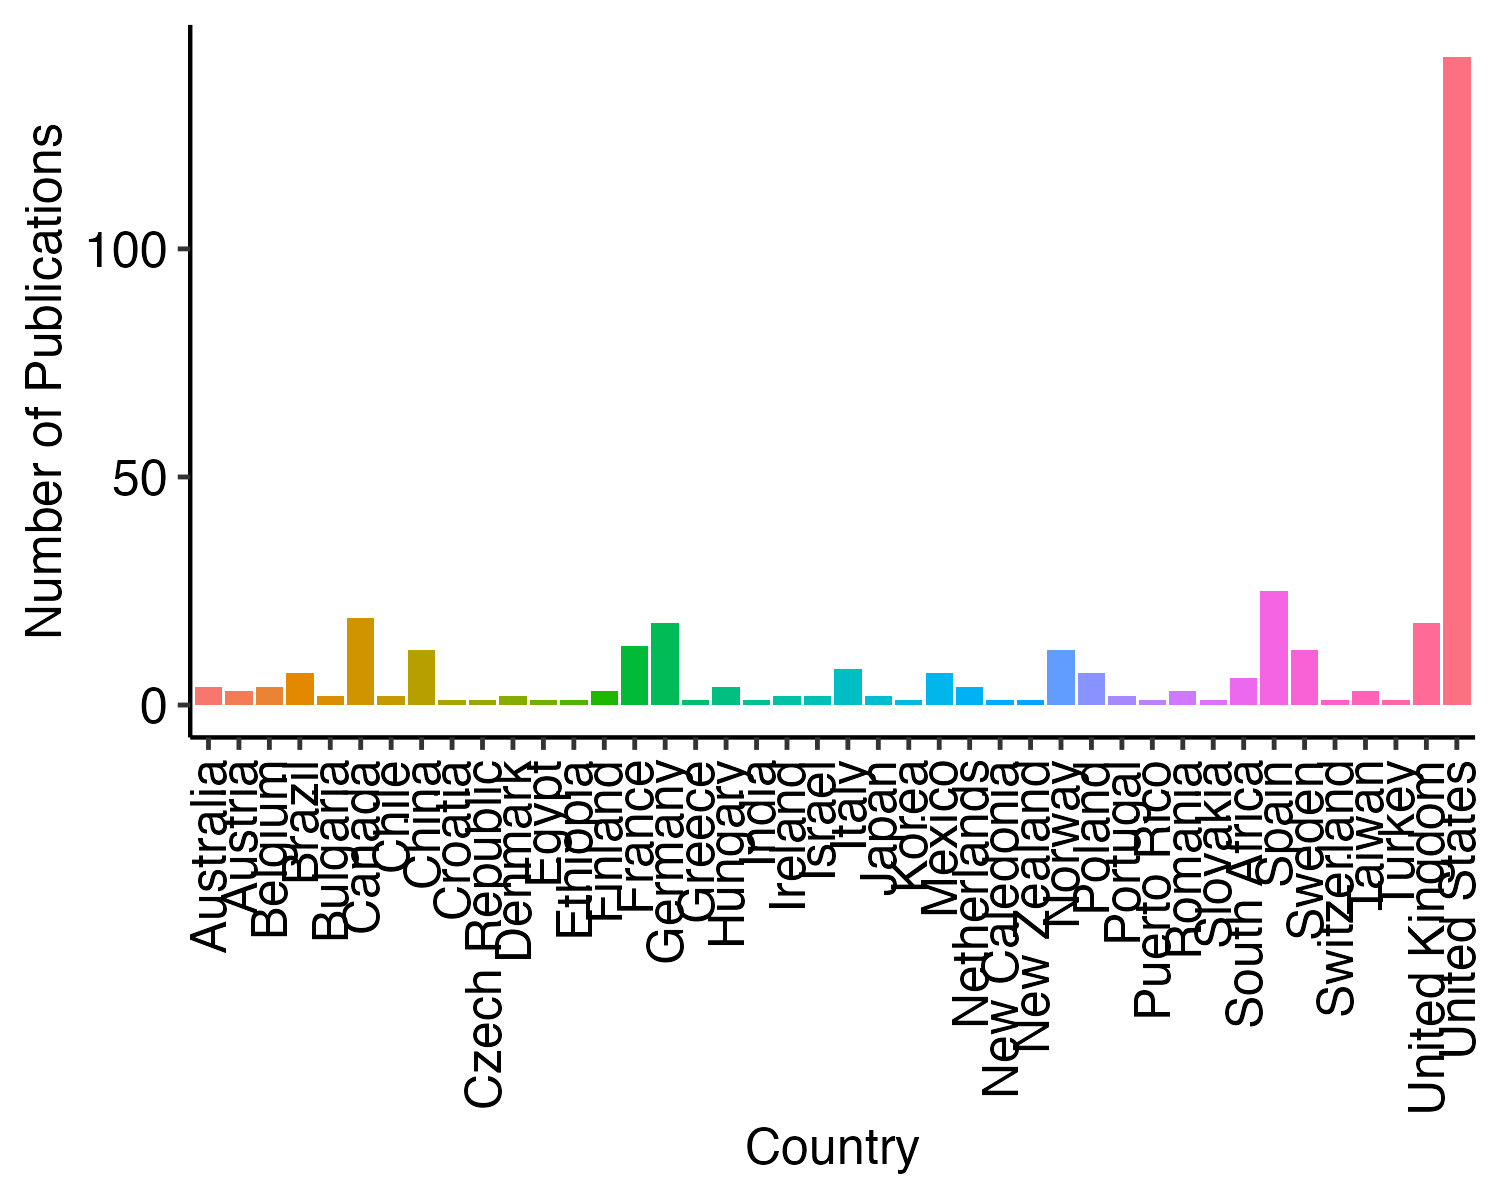 Number of Publications
100
50
0
Australia
Austria
Belgium
Brazil
Bulgaria
Canada
Chile
China
Croatia
Czech Republic
Denmark
Egypt
Ethiopia
Finland
France
Germany
Greece
Hungary
India
Ireland
Israel
Italy
Japan
Korea
Mexico
Netherlands
New Caledonia
New Zealand
Norway
Poland
Portugal
Puerto Rico
Romania
Slovakia
South Africa
Spain
Sweden
Switzerland
Taiwan
Turkey
United Kingdom
United States
Country